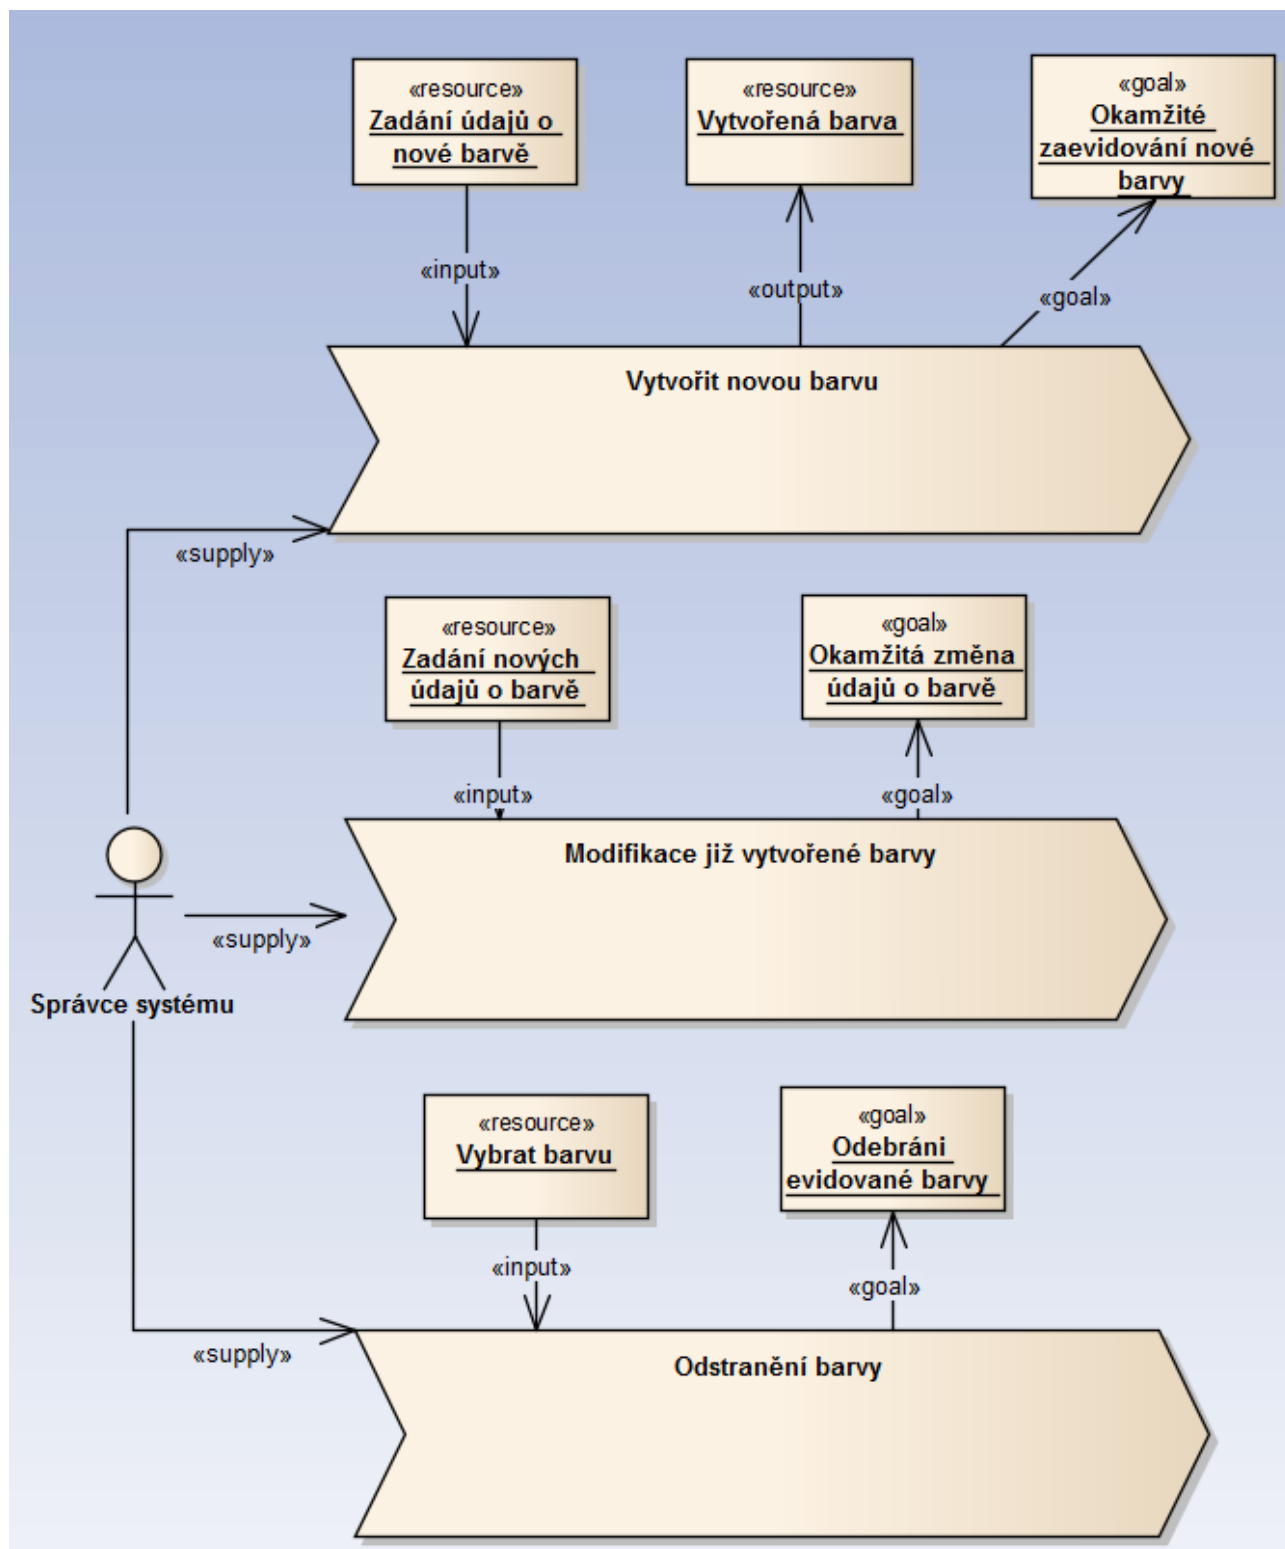 «resource»
Zadání údajů o
nové barvě
«resource»
Vytvořená barva
«goal»
Okamžité
zaevidování nové
barvy
«input»
«output»
«goal»
Vytvořit novou barvu
«supply»
«resource»
Zadání nových
údajů o barvě
«goal»
Okamžitá změna
údajů o barvě
«input»
«goal»
Modifikace již vytvořené barvy
«supply»
Správce systému
«resource»
Vybrat barvu
«goal»
Odebráni
evidované barvy
«input»
«goal»
«supply»
Odstranění barvy